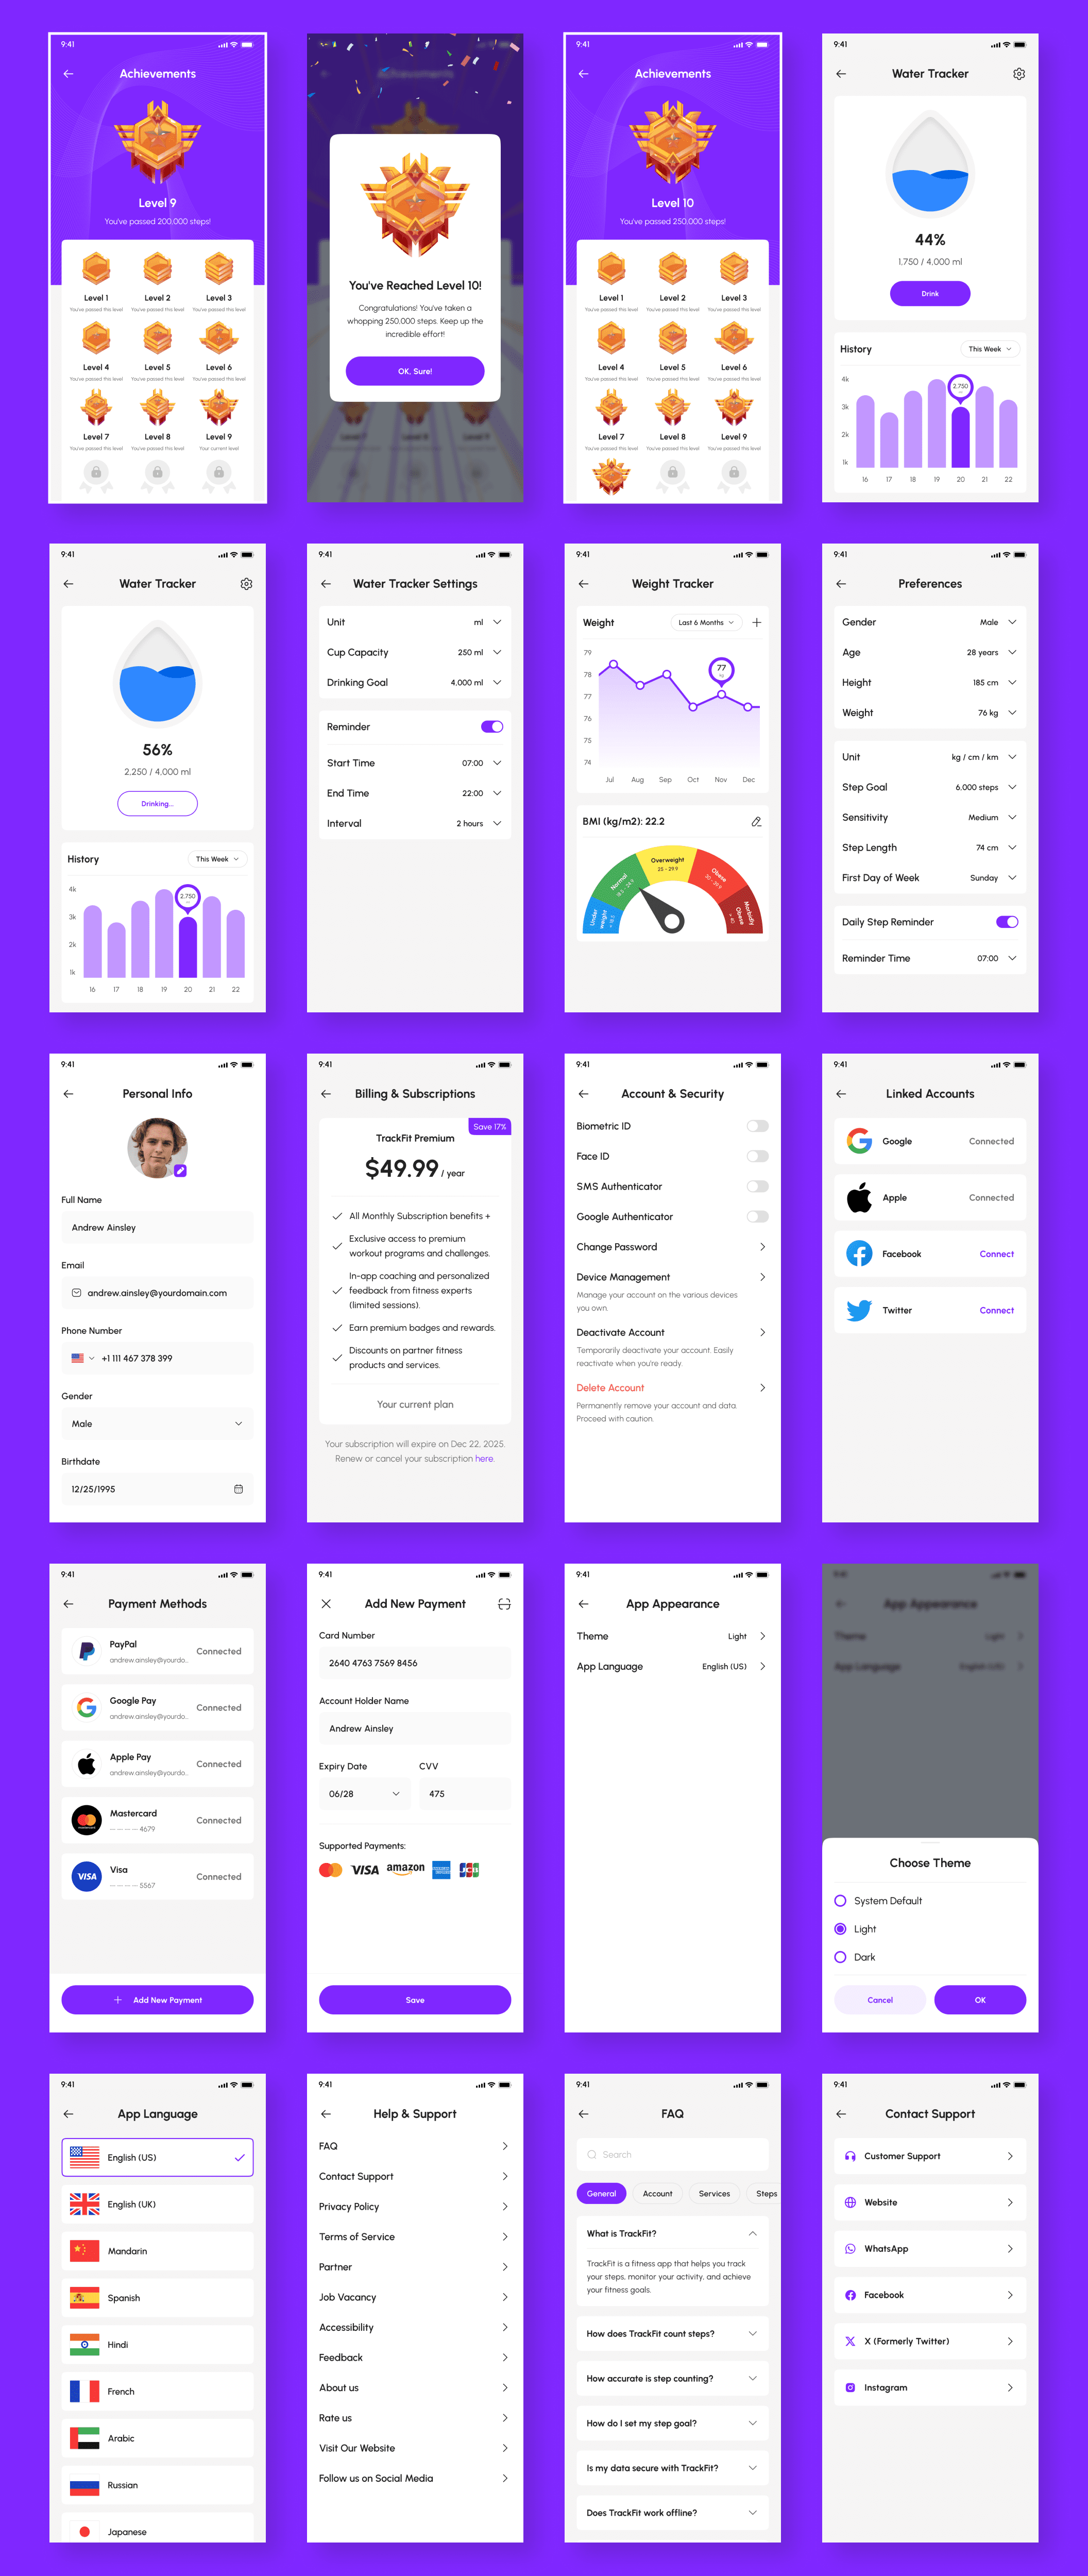 9:41
Achievements
Level 9
You've passed 200,000 steps!
Level 1
Level 2
Level 3
You've passed this level
You've passed this level
You've passed this level
Level 4
Level 5
Level 6
You've passed this level
You've passed this level
You've passed this level
Level 7
Level 8
Level 9
You've passed this level
You've passed this level
Your current level
Achievements
You've Reached Level 10!
Congratulations! You've taken a
whopping 250,000 steps. Keep up the
incredible effort!
OK, Sure!
9:41
Achievements
Level 10
You've passed 250,000 steps!
Level 1
Level 2
Level 3
You've passed this level
You've passed this level
You've passed this level
Level 4
Level 5
Level 6
You've passed this level
You've passed this level
You've passed this level
Level 7
Level 8
Level 9
You've passed this level
You've passed this level
You've passed this level
9:41
Water Tracker
44%
1,750 / 4,000 ml
Drink
History
This Week
4k
3k
2k
1k
2,750
16 17 18 19 20 21 22
9:41
Water Tracker
56%
2,250 / 4,000 ml
Drinking...
History
This Week
4k
3k
2k
1k
2,750
16 17 18 19 20 21 22
9:41
Water Tracker Settings
Unit ml
Cup Capacity 250 ml
Drinking Goal 4,000 ml
Reminder
Start Time 07:00
End Time 22:00
Interval 2 hours
9:41
Weight Tracker
Weight
Last 6 Months
79
78
77
76
75
74
77
kg
Jul Aug Sep Oct Nov Dec
BMI (kg/m2): 22.2
Under
weight
< 18.5
Normal
18.5 - 24.9
Overweight
25 - 29.9
Obese
30 - 39.9
Morbidly
Obese
> 40
9:41
Preferences
Gender Male
Age 28 years
Height 185 cm
Weight 76 kg
Unit kg / cm / km
Step Goal 6,000 steps
Sensitivity Medium
Step Length 74 cm
First Day of Week Sunday
Daily Step Reminder
Reminder Time 07:00
9:41
Personal Info
Full Name
Andrew Ainsley
Email
andrew.ainsley@yourdomain.com
Phone Number
+1 111 467 378 399
Gender
Male
Birthdate
12/25/1995
9:41
Billing & Subscriptions
Save 17%
TrackFit Premium
$49.99 / year
All Monthly Subscription benefits +
Exclusive access to premium
workout programs and challenges.
In-app coaching and personalized
feedback from fitness experts
(limited sessions).
Earn premium badges and rewards.
Discounts on partner fitness
products and services.
Your current plan
Your subscription will expire on Dec 22, 2025.
Renew or cancel your subscription here.
9:41
Account & Security
Biometric ID
Face ID
SMS Authenticator
Google Authenticator
Change Password
Device Management
Manage your account on the various devices
you own.
Deactivate Account
Temporarily deactivate your account. Easily
reactivate when you're ready.
Delete Account
Permanently remove your account and data.
Proceed with caution.
9:41
Linked Accounts
Google Connected
Apple Connected
Facebook Connect
Twitter Connect
9:41
Payment Methods
PayPal
andrew.ainsley@yourdo...
Connected
Google Pay
andrew.ainsley@yourdo...
Connected
Apple Pay
andrew.ainsley@yourdo...
Connected
Mastercard
4679
Connected
VISA
Visa
5567
Connected
Add New Payment
9:41
Add New Payment
Card Number
2640 4763 7569 8456
Account Holder Name
Andrew Ainsley
Expiry Date CVV
06/28 475
Supported Payments:
VISA amazon AMERICAN EXPRESS JCB
Save
9:41
App Appearance
Theme Light
App Language English (US)
9:41
App Appearance
Theme Light
App Language English (US)
Choose Theme
System Default
Light
Dark
Cancel
OK
9:41
App Language
English (US)
English (UK)
Mandarin
Spanish
Hindi
French
Arabic
Russian
Japanese
9:41
Help & Support
FAQ
Contact Support
Privacy Policy
Terms of Service
Partner
Job Vacancy
Accessibility
Feedback
About us
Rate us
Visit Our Website
Follow us on Social Media
9:41
FAQ
Search
General Account Services Steps
What is TrackFit?
TrackFit is a fitness app that helps you track
your steps, monitor your activity, and achieve
your fitness goals.
How does TrackFit count steps?
How accurate is step counting?
How do I set my step goal?
Is my data secure with TrackFit?
Does TrackFit work offline?
9:41
Contact Support
Customer Support
Website
WhatsApp
Facebook
X (Formerly Twitter)
Instagram